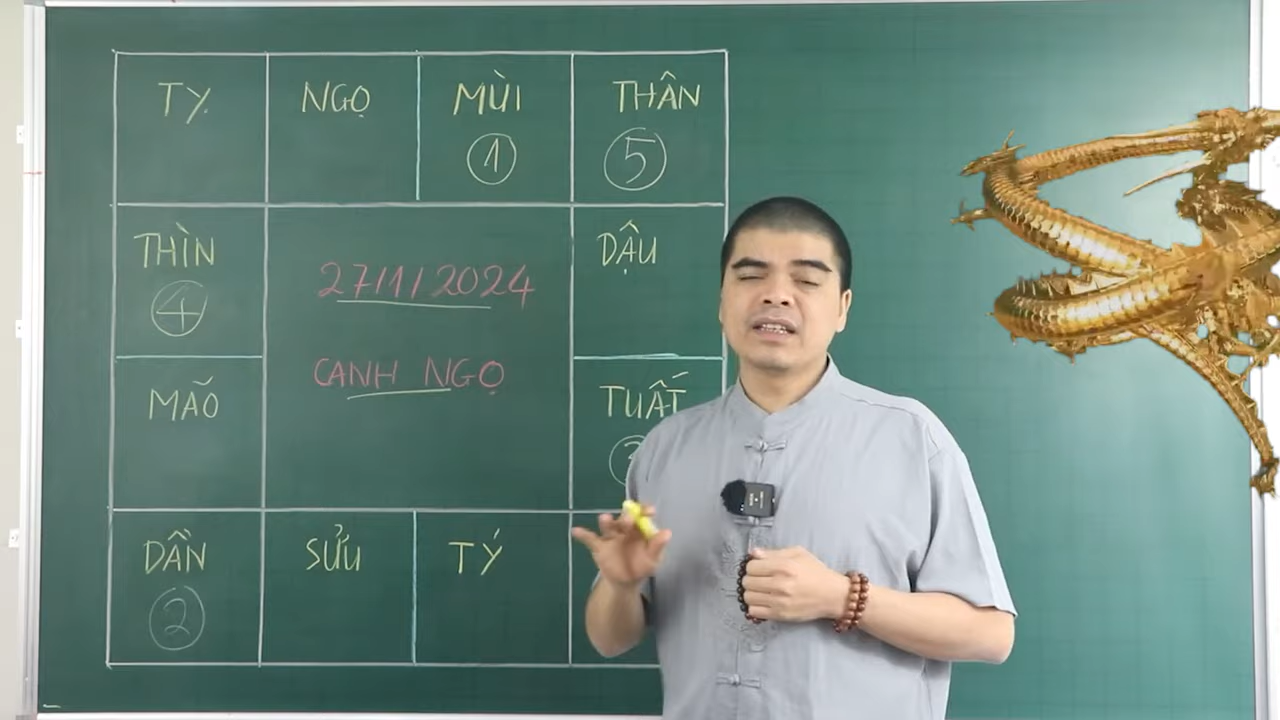 TỴ NGỌ MÙI THÂN
① ⑤
THÌN DẬU
27/1/2024
④
CANH NGỌ
MÃO TUẤT
DẦN SỬU TÝ
②